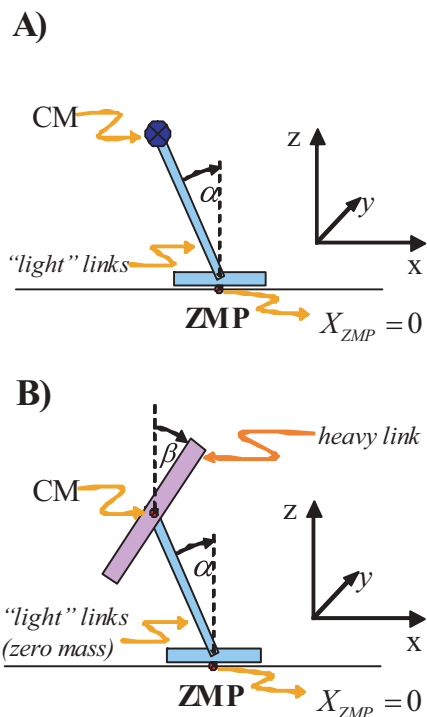 A)
CM
z
α
y
"light" links
x
ZMP
X_ZMP = 0
B)
β
heavy link
CM
z
α
y
"light" links
(zero mass)
x
ZMP
X_ZMP = 0